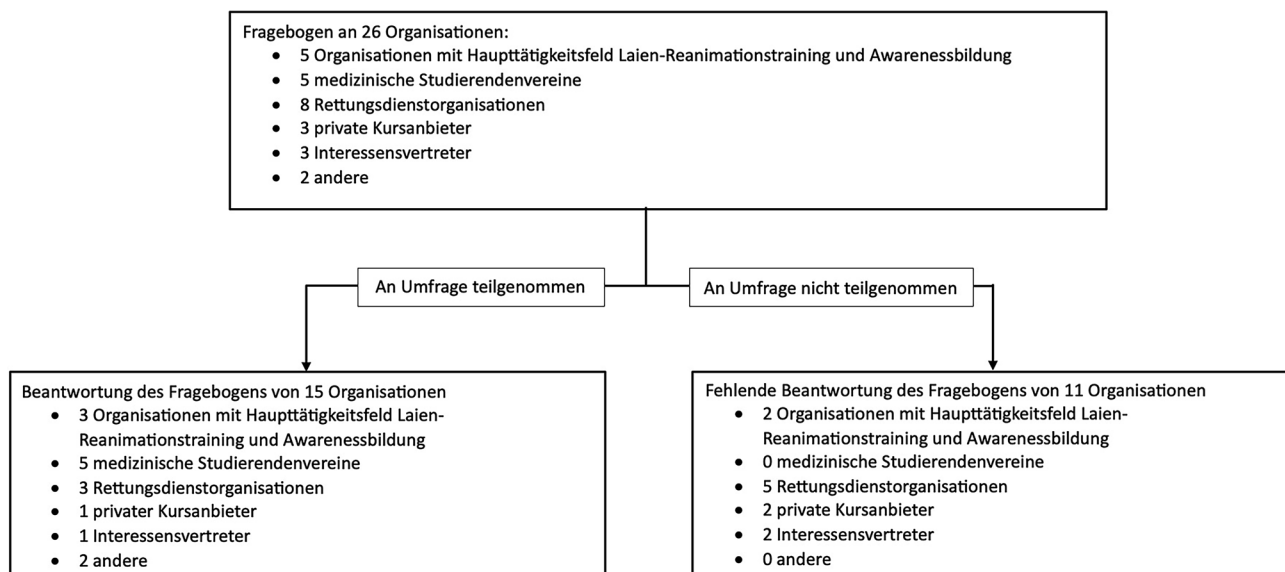 Fragebogen an 26 Organisationen:
• 5 Organisationen mit Haupttätigkeitsfeld Laien-Reanimationstraining und Awarenessbildung
• 5 medizinische Studierendenvereine
• 8 Rettungsdienstorganisationen
• 3 private Kursanbieter
• 3 Interessensvertreter
• 2 andere
An Umfrage teilgenommen
An Umfrage nicht teilgenommen
Beantwortung des Fragebogens von 15 Organisationen
• 3 Organisationen mit Haupttätigkeitsfeld Laien-
Reanimationstraining und Awarenessbildung
• 5 medizinische Studierendenvereine
• 3 Rettungsdienstorganisationen
• 1 privater Kursanbieter
• 1 Interessensvertreter
• 2 andere
Fehlende Beantwortung des Fragebogens von 11 Organisationen
• 2 Organisationen mit Haupttätigkeitsfeld Laien-
Reanimationstraining und Awarenessbildung
• 0 medizinische Studierendenvereine
• 5 Rettungsdienstorganisationen
• 2 private Kursanbieter
• 2 Interessensvertreter
• 0 andere